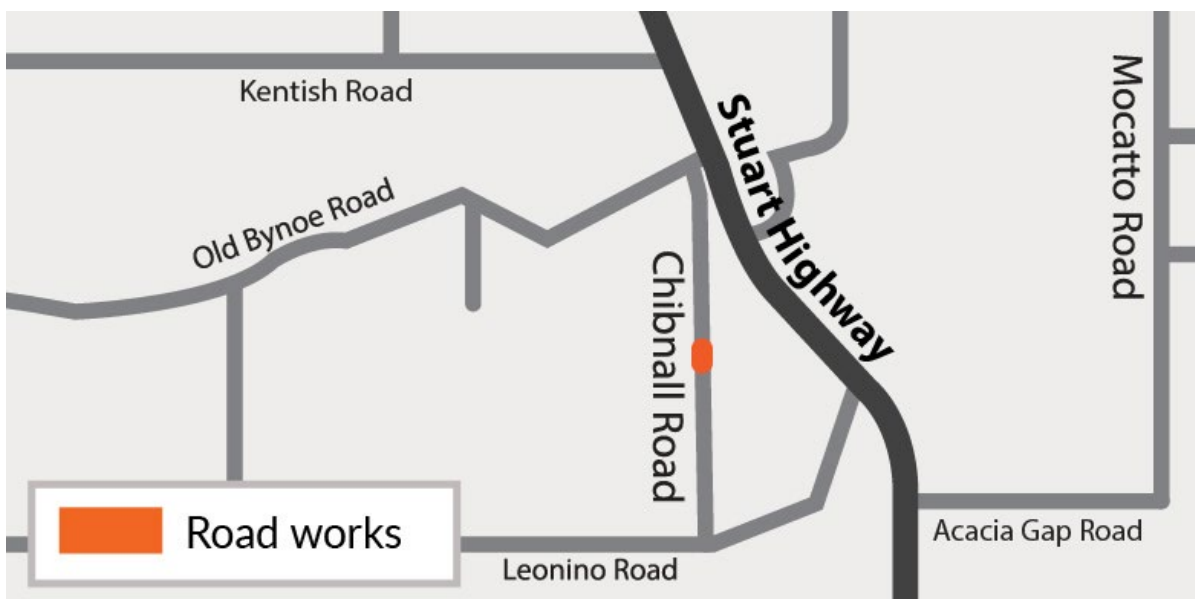 Kentish Road
Stuart Highway
Mocatto Road
Old Bynoe Road
Chibnall Road
Road works
Acacia Gap Road
Leonino Road